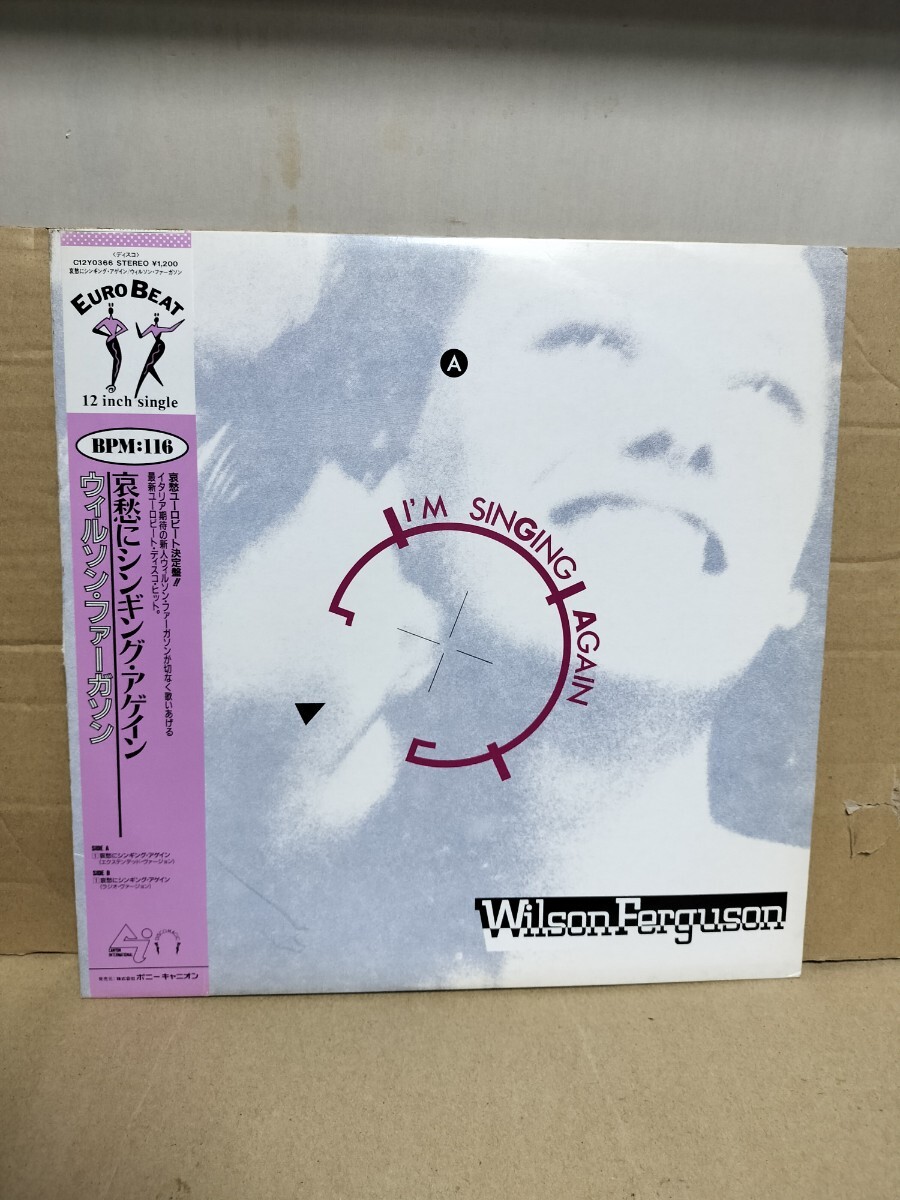 〈ディスコ〉
C12Y0366 STEREO ¥1,200
哀愁にシンギング・アゲイン/ウィルソン・ファーガソン
EURO BEAT
12 inch single
BPM:116
哀愁ユーロビート決定盤!!
イタリア期待の新人ウィルソン・ファーガソンが切なく歌いあげる
最新ユーロビート・ディスコ・ヒット。
哀愁にシンギング・アゲイン
ウィルソン・ファーガソン
SIDE A
①哀愁にシンギング・アゲイン
(エクステンデッド・ヴァージョン)
SIDE B
①哀愁にシンギング・アゲイン
(ラジオ・ヴァージョン)
CANYON
INTERNATIONAL
DISCOMAGIC
発売元/株式会社 ポニーキャニオン
A
I'M SINGING AGAIN
Wilson Ferguson